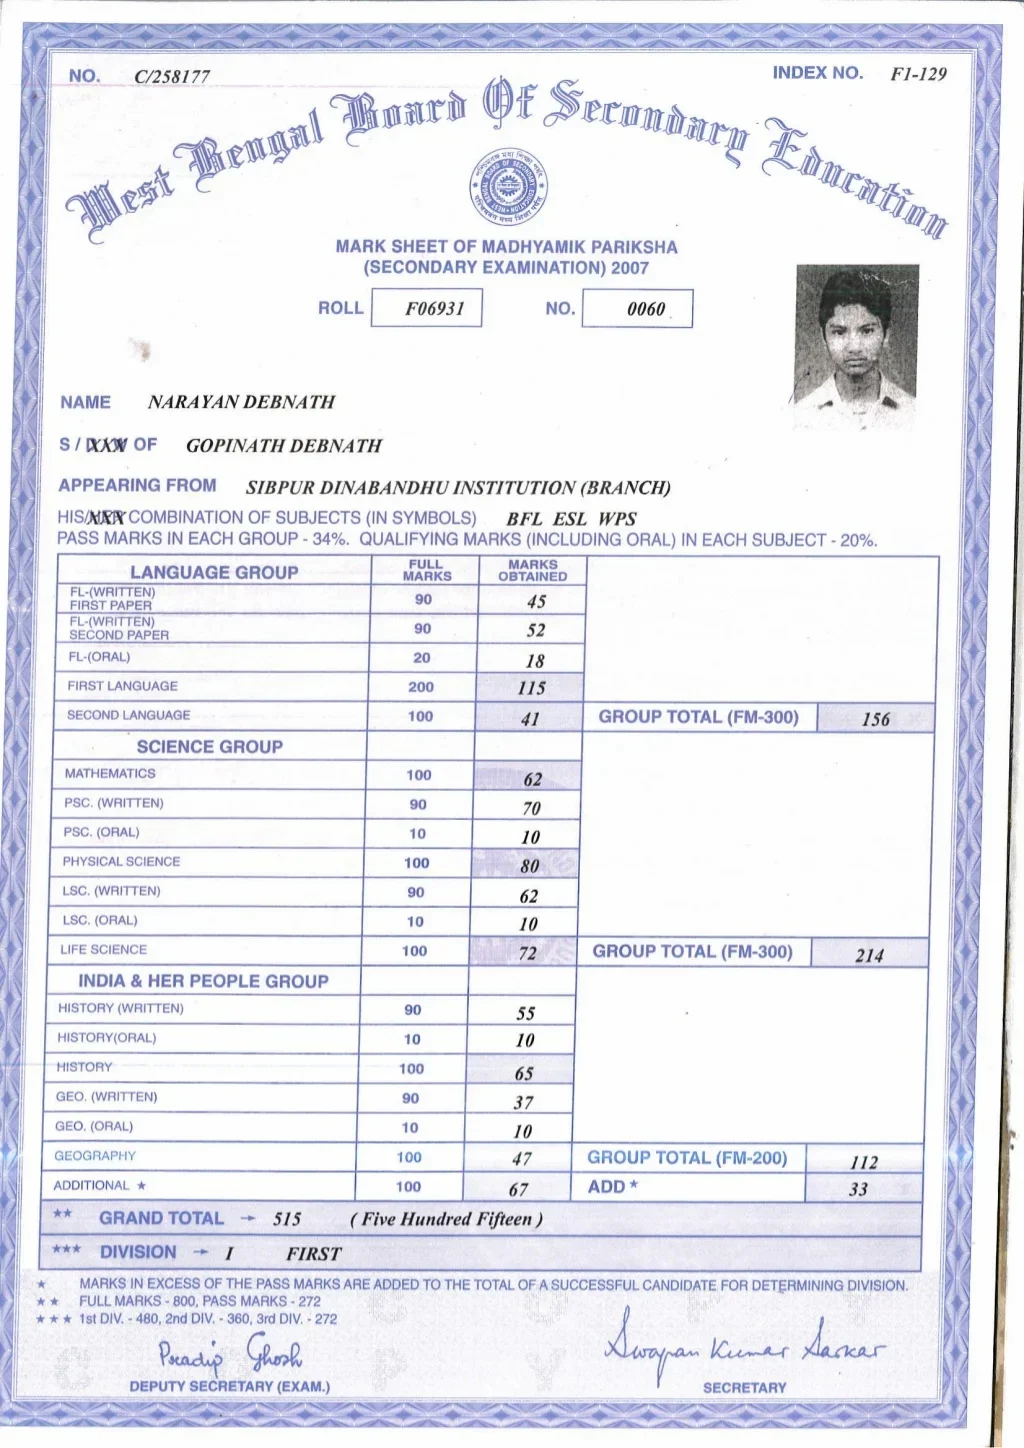 NO. C/258177 INDEX NO. F1-129
West Bengal Board Of Secondary Education
MARK SHEET OF MADHYAMIK PARIKSHA
(SECONDARY EXAMINATION) 2007
ROLL F06931 NO. 0060
NAME NARAYAN DEBNATH
S / XXX OF GOPINATH DEBNATH
APPEARING FROM SIBPUR DINABANDHU INSTITUTION (BRANCH)
HIS/XXX COMBINATION OF SUBJECTS (IN SYMBOLS) BFL ESL WPS
PASS MARKS IN EACH GROUP - 34%. QUALIFYING MARKS (INCLUDING ORAL) IN EACH SUBJECT - 20%.
LANGUAGE GROUP FULL MARKS MARKS OBTAINED
FL-(WRITTEN) FIRST PAPER 90 45
FL-(WRITTEN) SECOND PAPER 90 52
FL-(ORAL) 20 18
FIRST LANGUAGE 200 115
SECOND LANGUAGE 100 41 GROUP TOTAL (FM-300) 156
SCIENCE GROUP
MATHEMATICS 100 62
PSC. (WRITTEN) 90 70
PSC. (ORAL) 10 10
PHYSICAL SCIENCE 100 80
LSC. (WRITTEN) 90 62
LSC. (ORAL) 10 10
LIFE SCIENCE 100 72 GROUP TOTAL (FM-300) 214
INDIA & HER PEOPLE GROUP
HISTORY (WRITTEN) 90 55
HISTORY(ORAL) 10 10
HISTORY 100 65
GEO. (WRITTEN) 90 37
GEO. (ORAL) 10 10
GEOGRAPHY 100 47 GROUP TOTAL (FM-200) 112
ADDITIONAL * 100 67 ADD * 33
** GRAND TOTAL → 515 ( Five Hundred Fifteen )
*** DIVISION → I FIRST
* MARKS IN EXCESS OF THE PASS MARKS ARE ADDED TO THE TOTAL OF A SUCCESSFUL CANDIDATE FOR DETERMINING DIVISION.
** FULL MARKS - 800, PASS MARKS - 272
*** 1st DIV. - 480, 2nd DIV. - 360, 3rd DIV. - 272
Pradip Ghosh Swapan Kumar Sarkar
DEPUTY SECRETARY (EXAM.) SECRETARY